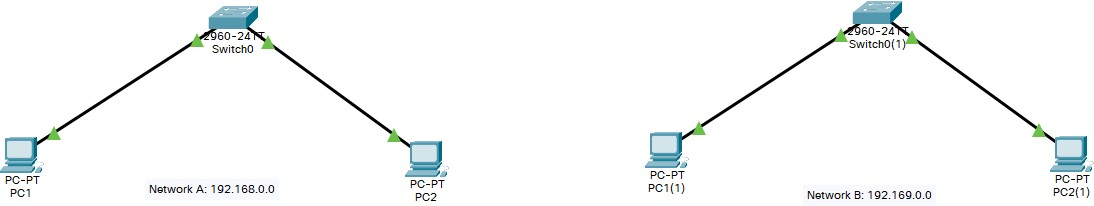 2960-24TT
Switch0
PC-PT
PC1
Network A: 192.168.0.0
PC-PT
PC2
2960-24TT
Switch0(1)
PC-PT
PC1(1)
Network B: 192.169.0.0
PC-PT
PC2(1)